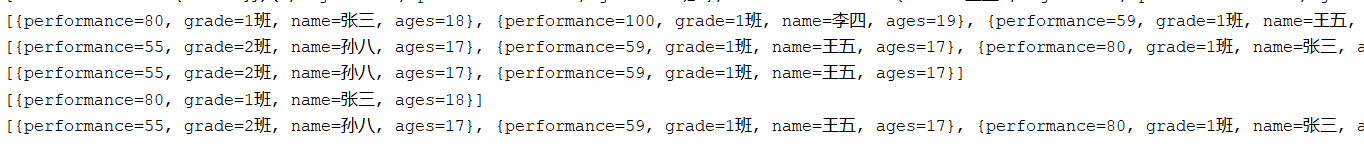 [{performance=80, grade=1班, name=张三, ages=18}, {performance=100, grade=1班, name=李四, ages=19}, {performance=59, grade=1班, name=王五,
[{performance=55, grade=2班, name=孙八, ages=17}, {performance=59, grade=1班, name=王五, ages=17}, {performance=80, grade=1班, name=张三, a
[{performance=55, grade=2班, name=孙八, ages=17}, {performance=59, grade=1班, name=王五, ages=17}]
[{performance=80, grade=1班, name=张三, ages=18}]
[{performance=55, grade=2班, name=孙八, ages=17}, {performance=59, grade=1班, name=王五, ages=17}, {performance=80, grade=1班, name=张三, a